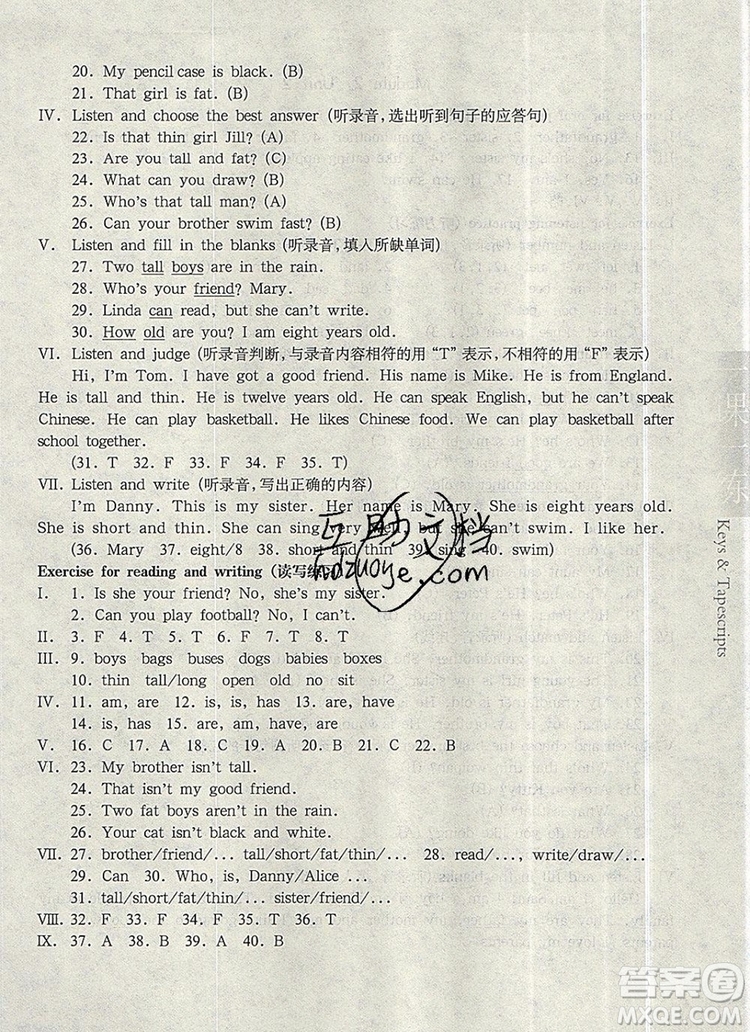 20. My pencil case is black. (B)
21. That girl is fat. (B)
IV. Listen and choose the best answer (听录音,选出听到句子的应答句)
22. Is that thin girl Jill? (A)
23. Are you tall and fat? (C)
24. What can you draw? (A)
25. Who's that tall man? (A)
26. Can your brother swim fast? (B)
V. Listen and fill in the blanks (听录音,填入所缺单词)
27. Two tall boys are in the rain.
28. Who's your friend? Mary.
29. Linda can read, but she can't write.
30. How old are you? I am eight years old.
VI. Listen and judge (听录音判断,与录音内容相符的用“T”表示,不相符的用“F”表示)
Hi, I'm Tom. I have got a good friend. His name is Mike. He is from England.
He is tall and thin. He is twelve years old. He can speak English, but he can't speak
Chinese. He can play basketball. He likes Chinese food. We can play basketball after
school together.
(31. T 32. F 33. T 34. F 35. T)
VII. Listen and write (听录音,写出正确的内容)
I'm Danny. This is my sister. Her name is Mary. She is eight years old.
She is short and thin. She can sing very well, but she can't swim. I like her.
(36. Mary 37. eight/8 38. short and thin 39. sing 40. swim)
Exercise for reading and writing (读写练习)
I. 1. Is she your friend? No, she's my sister.
2. Can you play football? No, I can't.
II. 3. F 4. T 5. F 6. F 7. T 8. T
III. 9. boys bags buses dogs babies boxes
10. thin tall/long open old no sit
IV. 11. am, are 12. is 13. am, have, are
14. is, has 15. are, is, am, are, have, are
V. 16. C 17. A 18. A 19. A 20. B 21. C 22. B
VI. 23. My brother isn't tall.
24. That isn't my good friend.
25. Two fat boys aren't in the rain.
26. Your cat isn't black and white.
VII. 27. brother/friend/... tall/short/fat/thin/... 28. read/..., write/draw/...
29. Can 30. Who, is, Danny/Alice ...
31. tall/short/fat/thin/... sister/friend/...
VIII. 32. F 33. F 34. T 35. T 36. T
IX. 37. A 38. B 39. A 40. B
一课一东
Keys & Tapescripts
互助文档
hdzuoye.com
答案圈
MXQE.COM